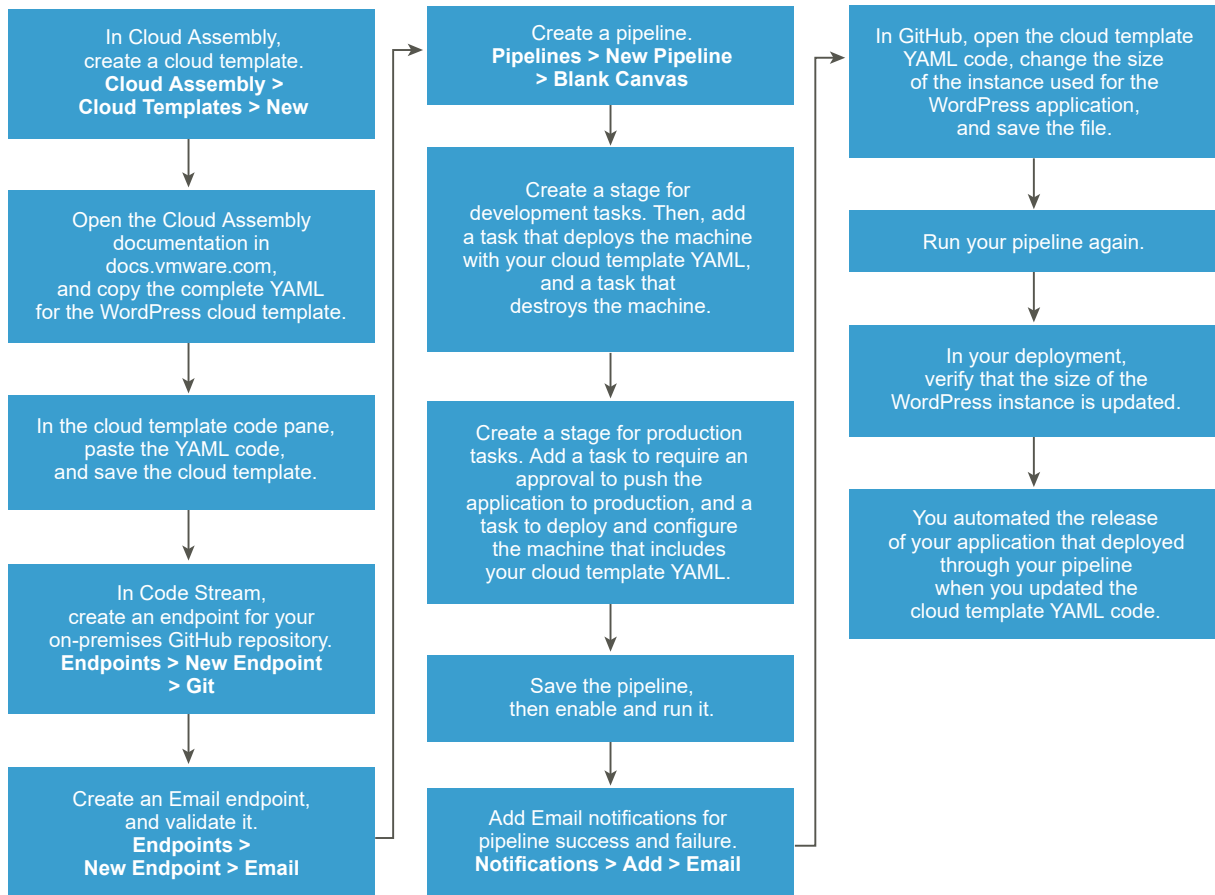 In Cloud Assembly,
create a cloud template.
Cloud Assembly >
Cloud Templates > New
Open the Cloud Assembly
documentation in
docs.vmware.com,
and copy the complete YAML
for the WordPress cloud template.
In the cloud template code pane,
paste the YAML code,
and save the cloud template.
In Code Stream,
create an endpoint for your
on-premises GitHub repository.
Endpoints > New Endpoint
> Git
Create an Email endpoint,
and validate it.
Endpoints >
New Endpoint > Email
Create a pipeline.
Pipelines > New Pipeline
> Blank Canvas
Create a stage for
development tasks. Then, add
a task that deploys the machine
with your cloud template YAML,
and a task that
destroys the machine.
Create a stage for production
tasks. Add a task to require an
approval to push the
application to production, and a
task to deploy and configure
the machine that includes
your cloud template YAML.
Save the pipeline,
then enable and run it.
Add Email notifications for
pipeline success and failure.
Notifications > Add > Email
In GitHub, open the cloud template
YAML code, change the size
of the instance used for the
WordPress application,
and save the file.
Run your pipeline again.
In your deployment,
verify that the size of the
WordPress instance is updated.
You automated the release
of your application that deployed
through your pipeline
when you updated the
cloud template YAML code.